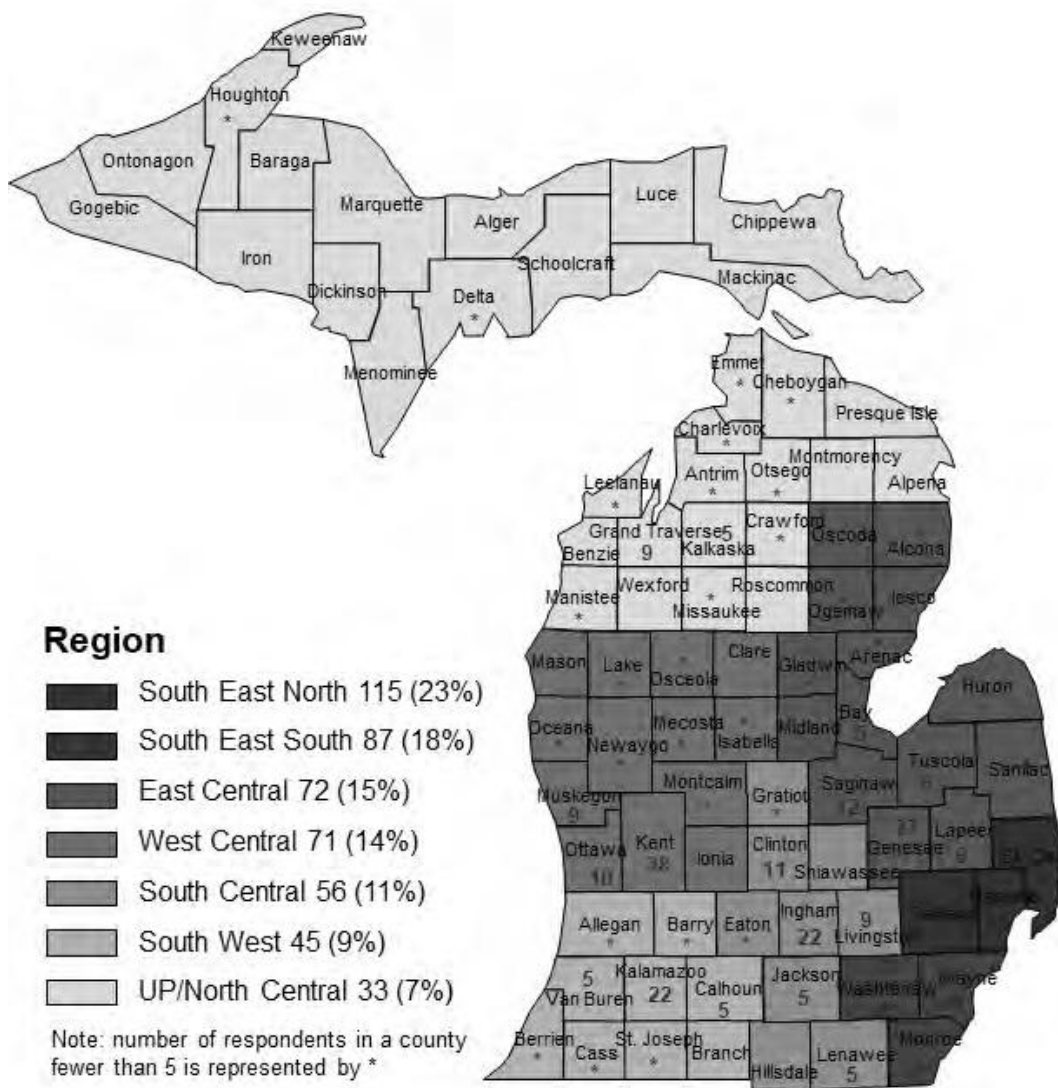 Keweenaw
Houghton
*
Ontonagon
Baraga
Gogebic
Marquette
Alger
Luce
Chippewa
Iron
Schoolcraft
Mackinac
Dickinson
Delta
*
Menominee
Emmet
*
Cheboygan
*
Presque Isle
Charlevoix
*
Montmorency
Antrim
*
Otsego
*
Alpena
Leelanau
*
Grand Traverse
9
5
Kalkaska
Crawford
*
Oscoda
Alcona
Benzie
Manistee
*
Wexford
*
Missaukee
Roscommon
Ogemaw
Iosco
Mason
Lake
Osceola
Clare
Gladwin
Arenac
Huron
Oceana
Newaygo
Mecosta
Isabella
Midland
Bay
Tuscola
Sanilac
Muskegon
9
Montcalm
Gratiot
*
Saginaw
12
Ottawa
10
Kent
38
Ionia
Clinton
11
Shiawassee
Genesee
Lapeer
Allegan
*
Barry
*
Eaton
*
Ingham
22
9
Livingston
5
Van Buren
Kalamazoo
22
Calhoun
5
Jackson
5
Washtenaw
Wayne
Berrien
*
Cass
*
St. Joseph
*
Branch
Hillsdale
Lenawee
5
Monroe
Region
South East North 115 (23%)
South East South 87 (18%)
East Central 72 (15%)
West Central 71 (14%)
South Central 56 (11%)
South West 45 (9%)
UP/North Central 33 (7%)
Note: number of respondents in a county
fewer than 5 is represented by *